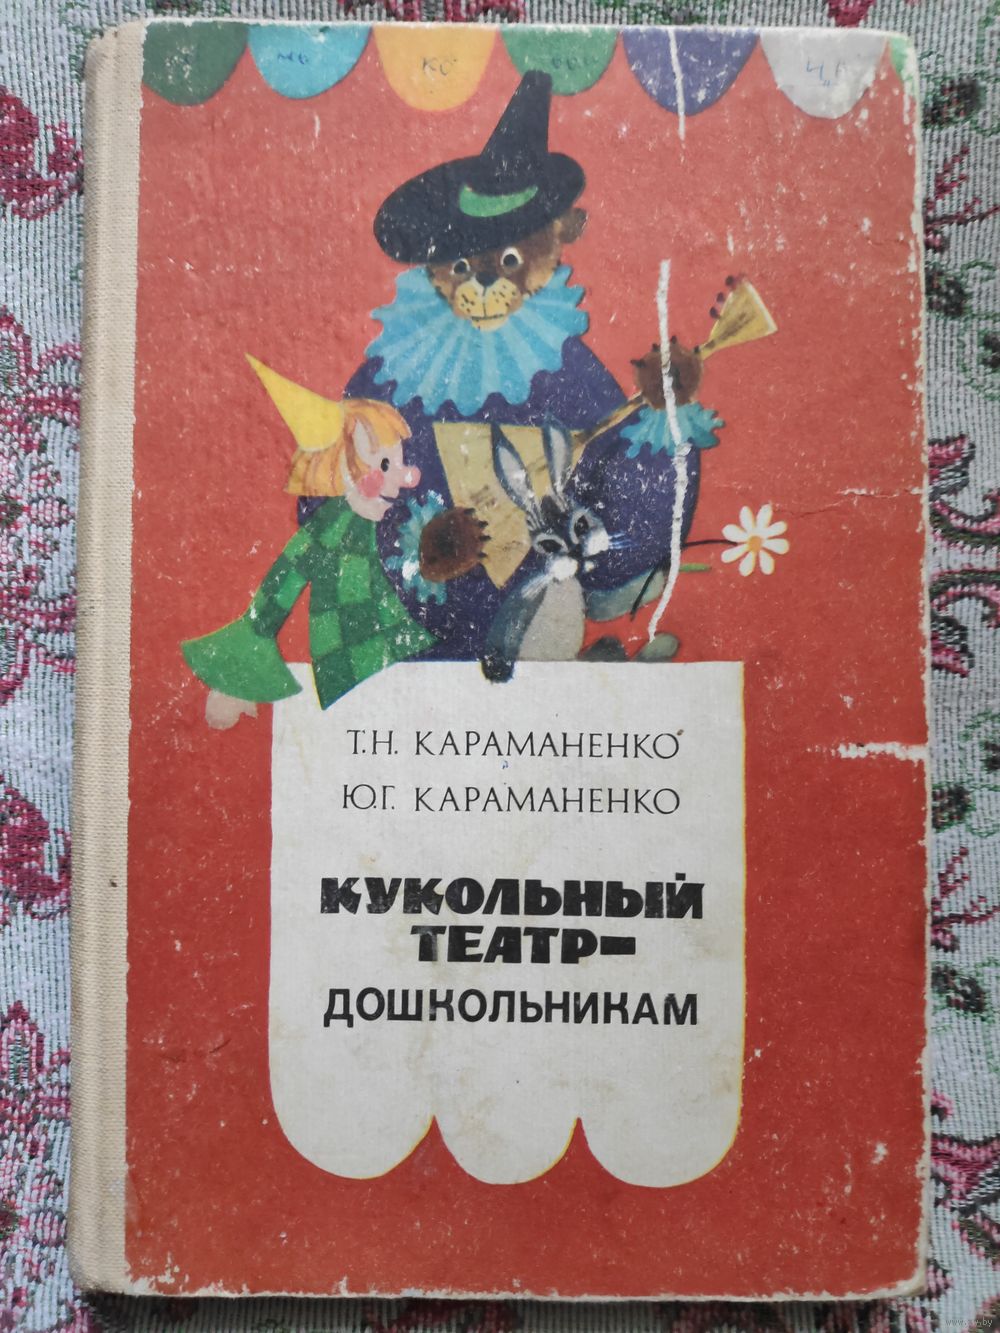 Т.Н. КАРАМАНЕНКО
Ю.Г. КАРАМАНЕНКО
КУКОЛЬНЫЙ
ТЕАТР–
ДОШКОЛЬНИКАМ